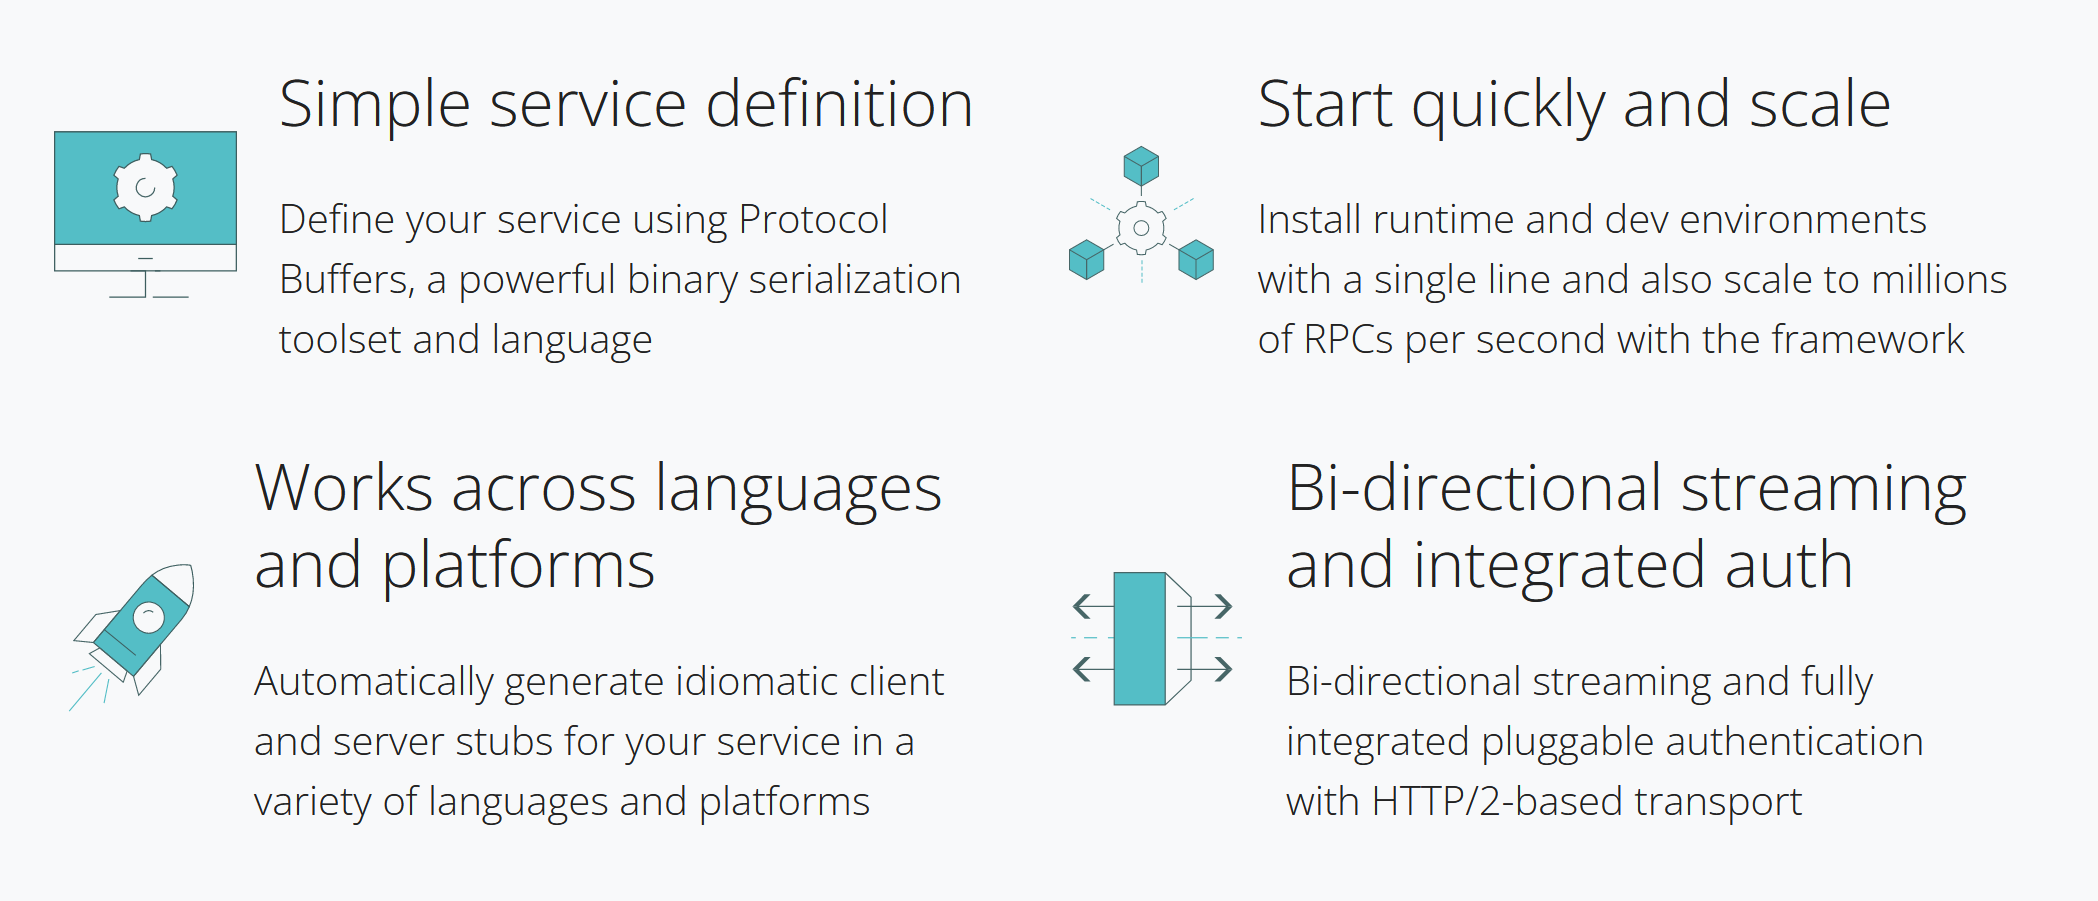 Simple service definition
Define your service using Protocol
Buffers, a powerful binary serialization
toolset and language
Start quickly and scale
Install runtime and dev environments
with a single line and also scale to millions
of RPCs per second with the framework
Works across languages
and platforms
Automatically generate idiomatic client
and server stubs for your service in a
variety of languages and platforms
Bi-directional streaming
and integrated auth
Bi-directional streaming and fully
integrated pluggable authentication
with HTTP/2-based transport